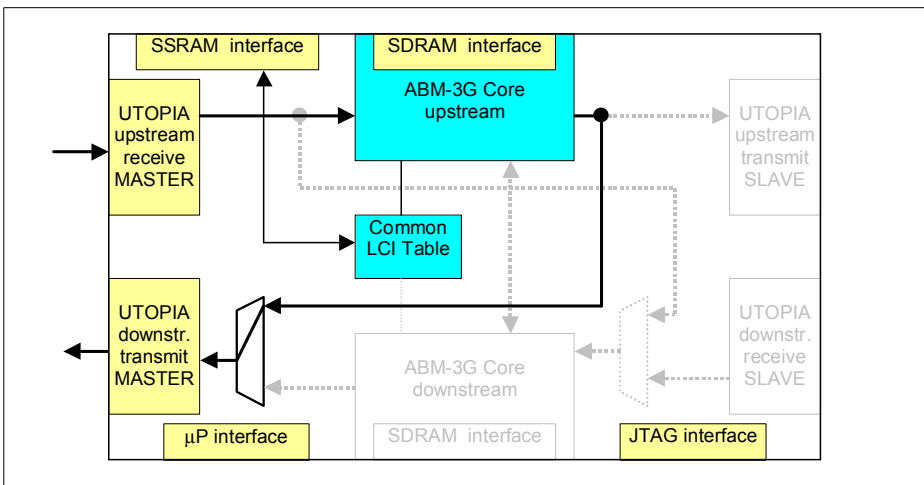 SSRAM interface
SDRAM interface
UTOPIA
upstream
receive
MASTER
ABM-3G Core
upstream
UTOPIA
upstream
transmit
SLAVE
Common
LCI Table
UTOPIA
downstr.
transmit
MASTER
ABM-3G Core
downstream
UTOPIA
downstr.
receive
SLAVE
µP interface
SDRAM interface
JTAG interface